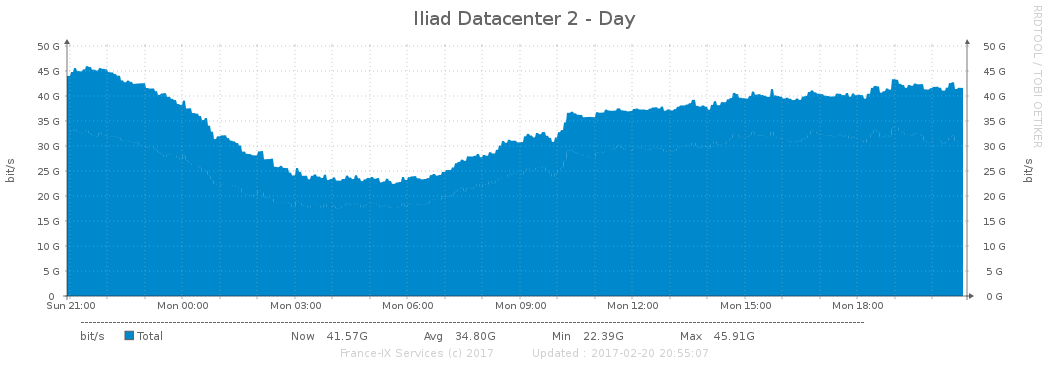 Iliad Datacenter 2 - Day
RRDTOOL / TOBI OETIKER
bit/s
bit/s
50 G 50 G
45 G 45 G
40 G 40 G
35 G 35 G
30 G 30 G
25 G 25 G
20 G 20 G
15 G 15 G
10 G 10 G
5 G 5 G
0 0 G
Sun 21:00 Mon 00:00 Mon 03:00 Mon 06:00 Mon 09:00 Mon 12:00 Mon 15:00 Mon 18:00
bit/s Total Now 41.57G Avg 34.80G Min 22.39G Max 45.91G
France-IX Services (c) 2017 Updated : 2017-02-20 20:55:07